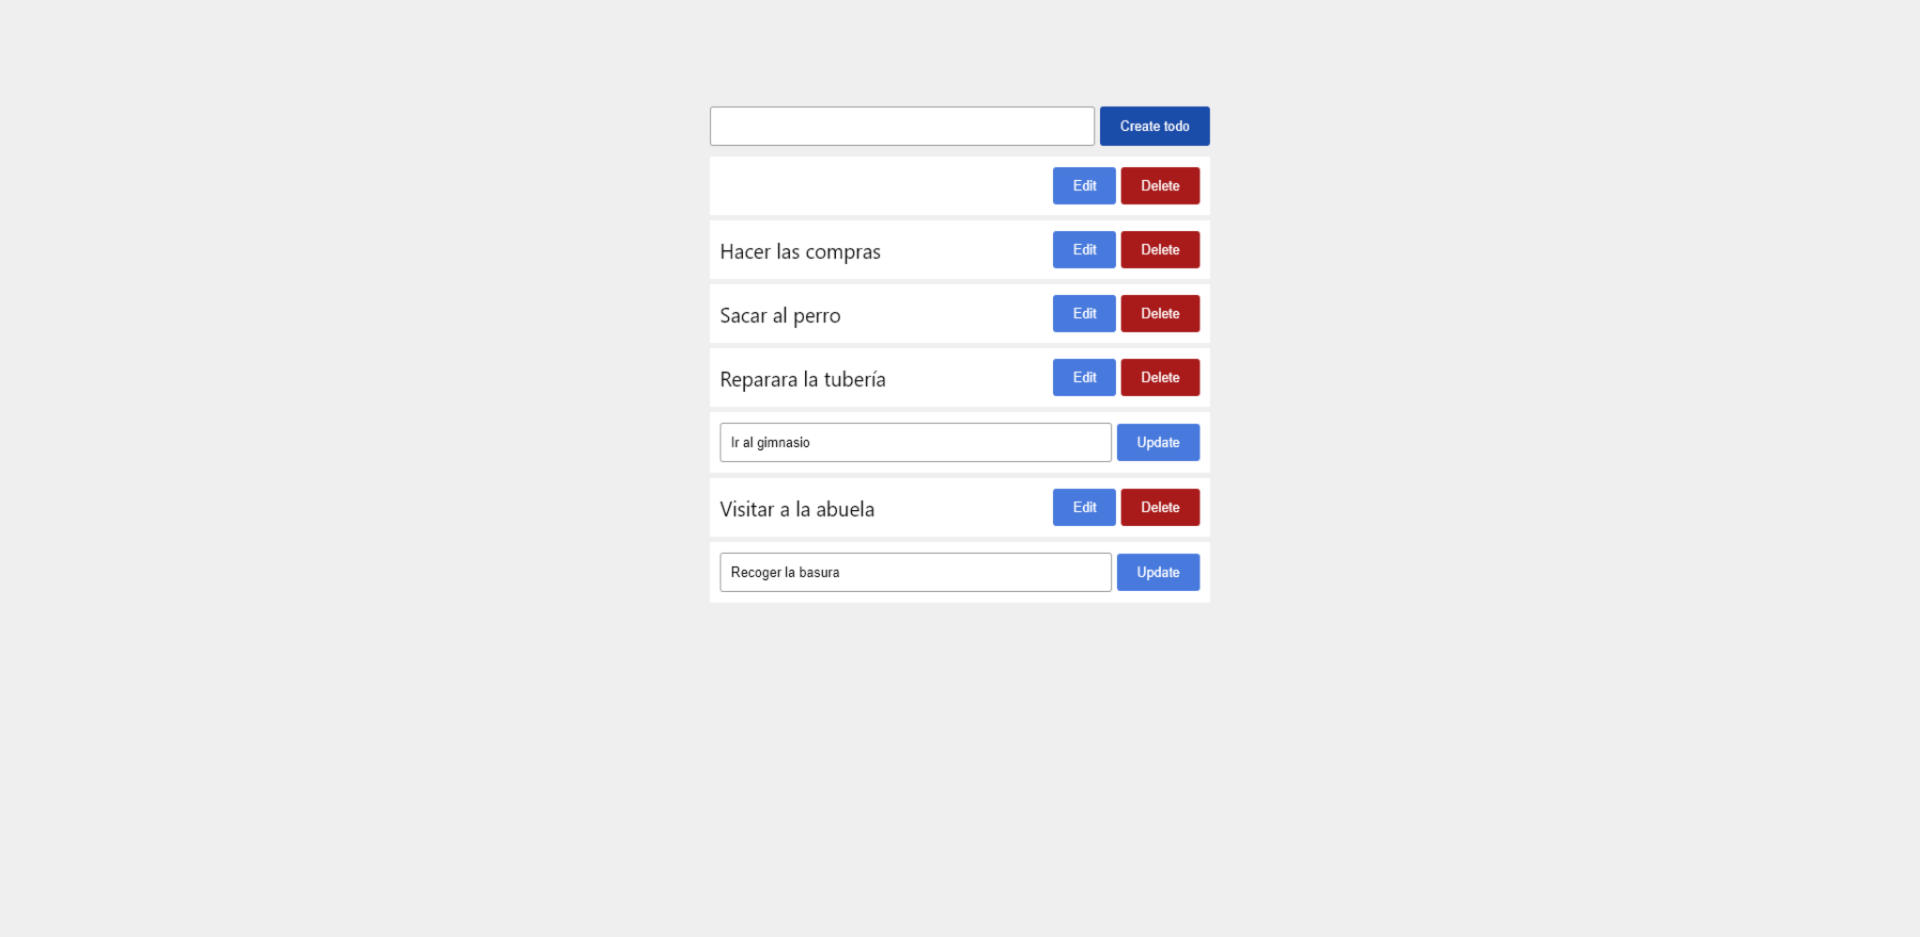 Create todo
Edit Delete
Hacer las compras Edit Delete
Sacar al perro Edit Delete
Reparara la tubería Edit Delete
Ir al gimnasio Update
Visitar a la abuela Edit Delete
Recoger la basura Update